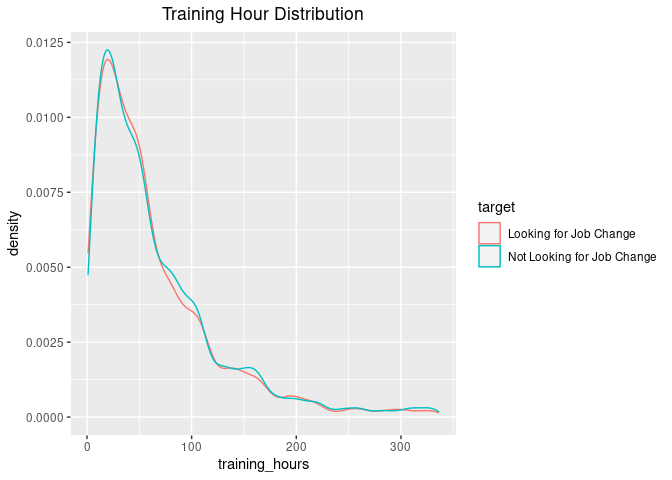 Training Hour Distribution
0.0125
0.0100
0.0075
0.0050
0.0025
0.0000
density
0 100 200 300
training_hours
target
Looking for Job Change
Not Looking for Job Change